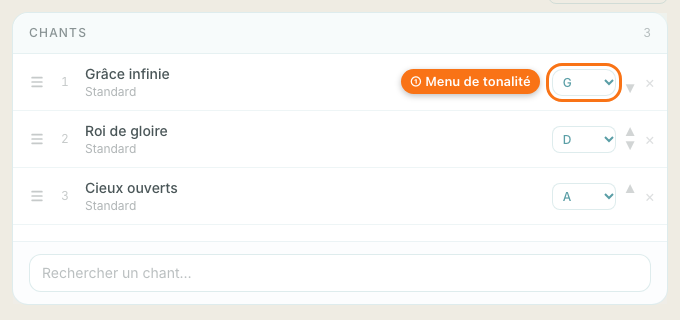 CHANTS 3
1 Grâce infinie ① Menu de tonalité G
Standard
2 Roi de gloire D
Standard
3 Cieux ouverts A
Standard
Rechercher un chant...